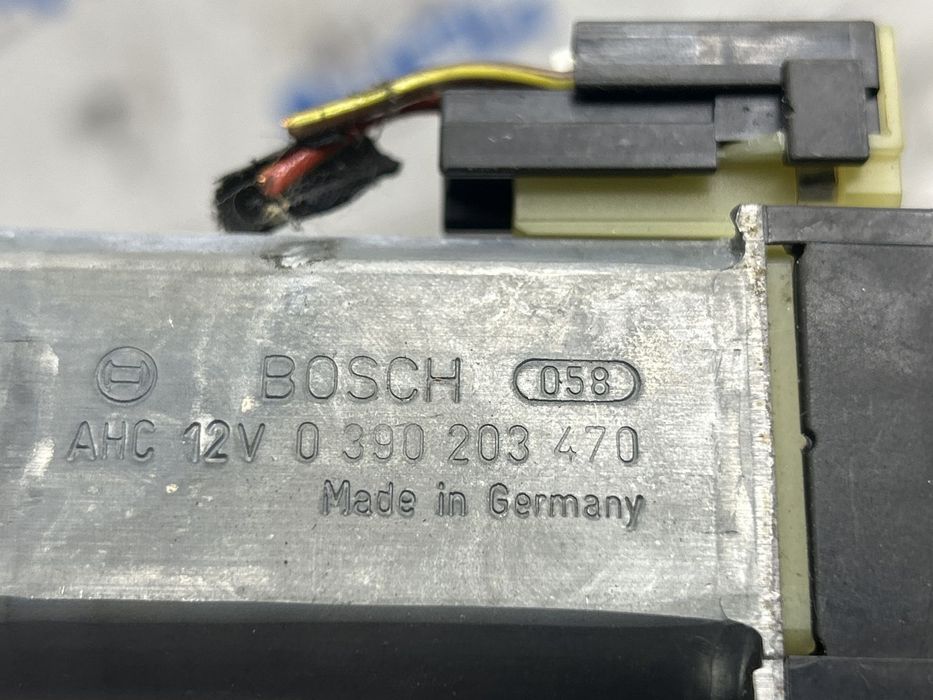 BOSCH 058
AHC 12V 0 390 203 470
Made in Germany